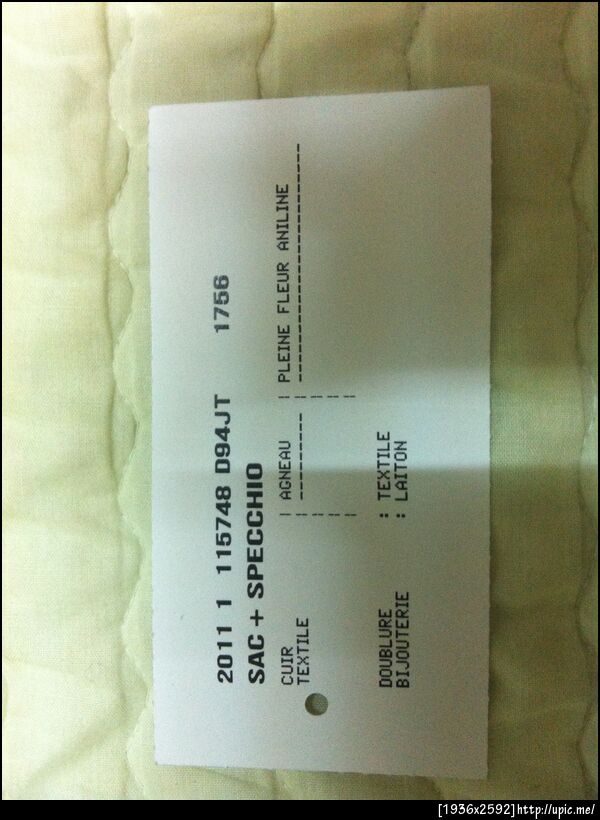 2011 1 115748 D94JT 1756
SAC + SPECCHIO
CUIR | AGNEAU | PLEINE FLEUR ANILINE
TEXTILE
DOUBLURE : TEXTILE
BIJOUTERIE : LAITON
[1936x2592]http://upic.me/